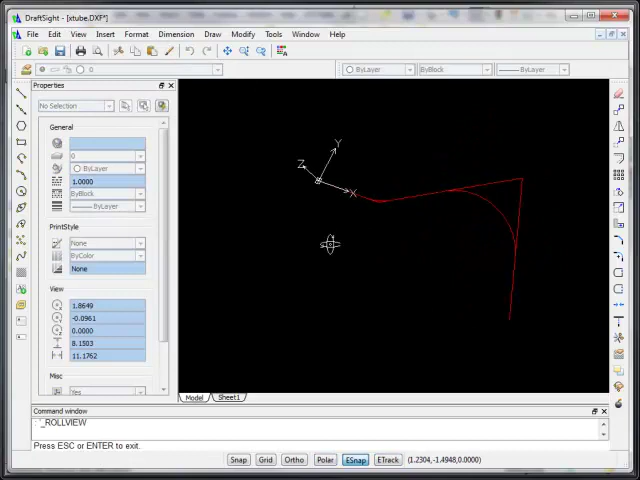 DraftSight - [xtube.DXF*]
File Edit View Insert Format Dimension Draw Modify Tools Window Help
0
ByLayer ByBlock ByLayer
Properties
No Selection
General
0
ByLayer
1.0000
ByBlock
ByLayer
PrintStyle
None
ByColor
None
View
1.8649
-0.0961
0.0000
8.1503
11.1762
Misc
Yes
Y
Z
X
Model Sheet1
Command window
: '_ROLLVIEW
Press ESC or ENTER to exit.
Snap Grid Ortho Polar ESnap ETrack (1.2304,-1.4948,0.0000)